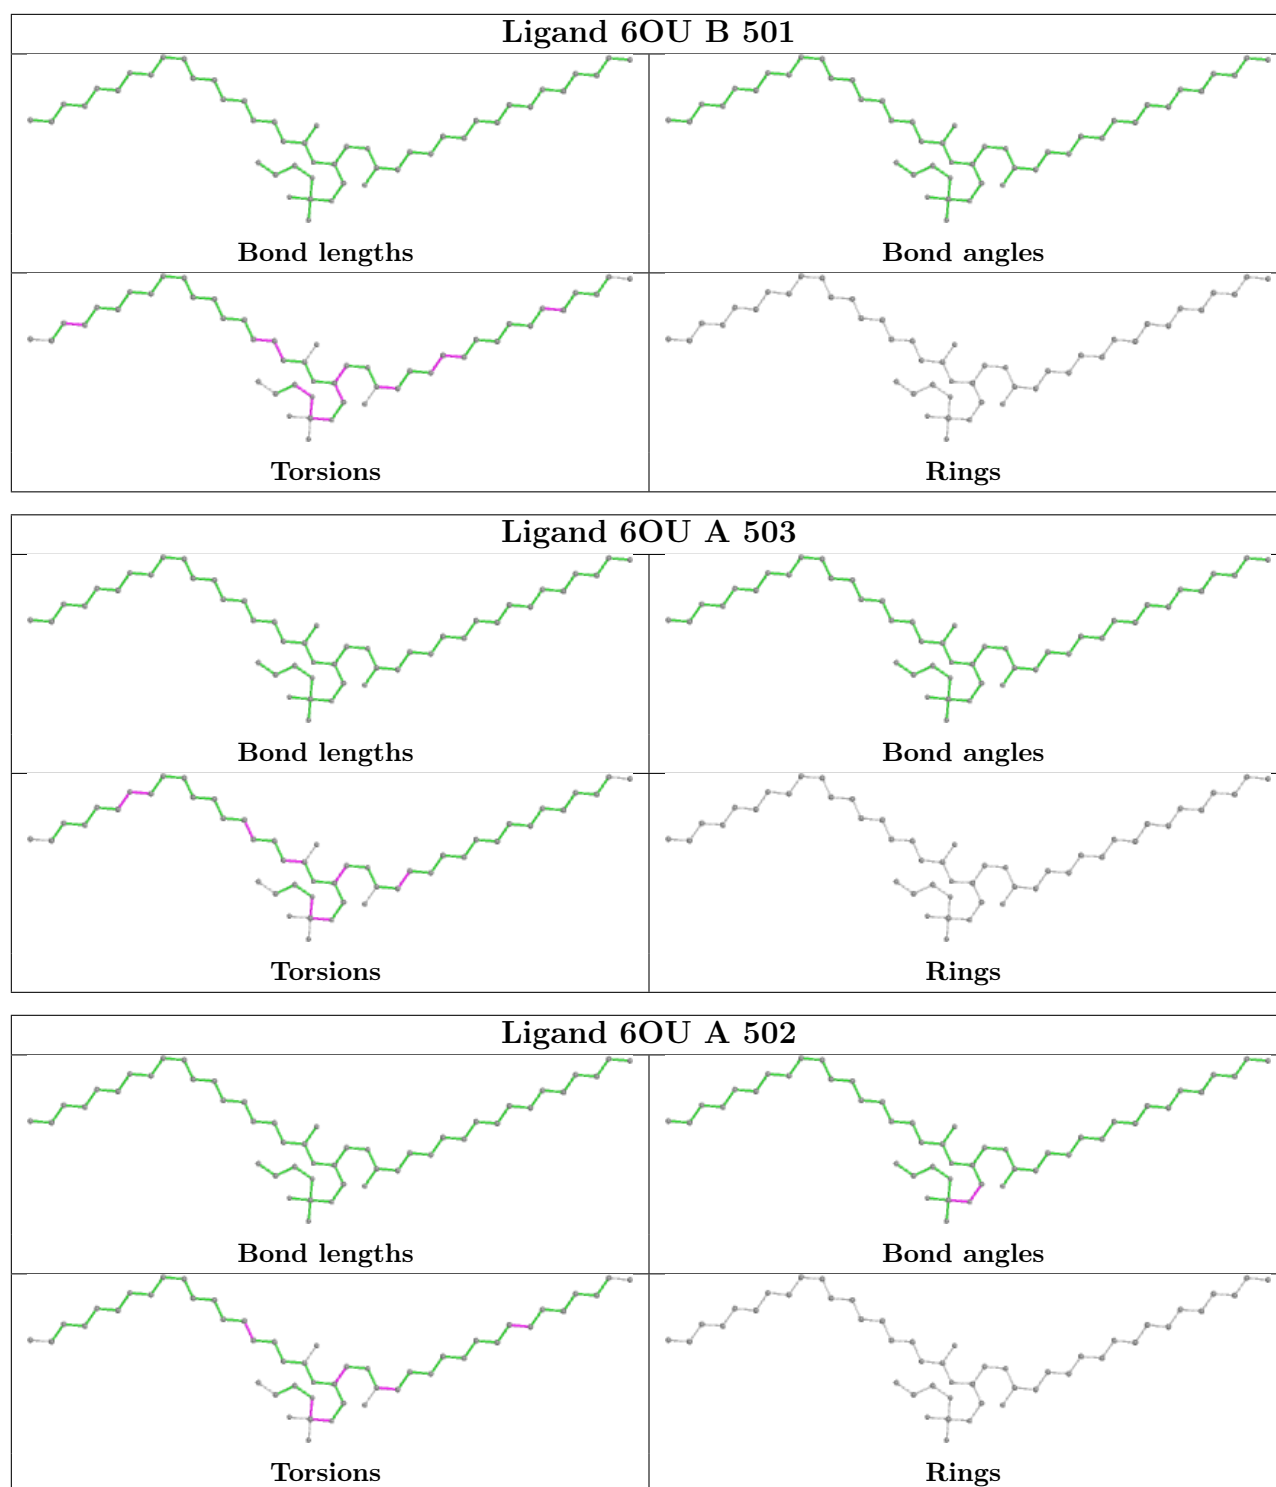 Ligand 6OU B 501
Bond lengths
Bond angles
Torsions
Rings
Ligand 6OU A 503
Bond lengths
Bond angles
Torsions
Rings
Ligand 6OU A 502
Bond lengths
Bond angles
Torsions
Rings